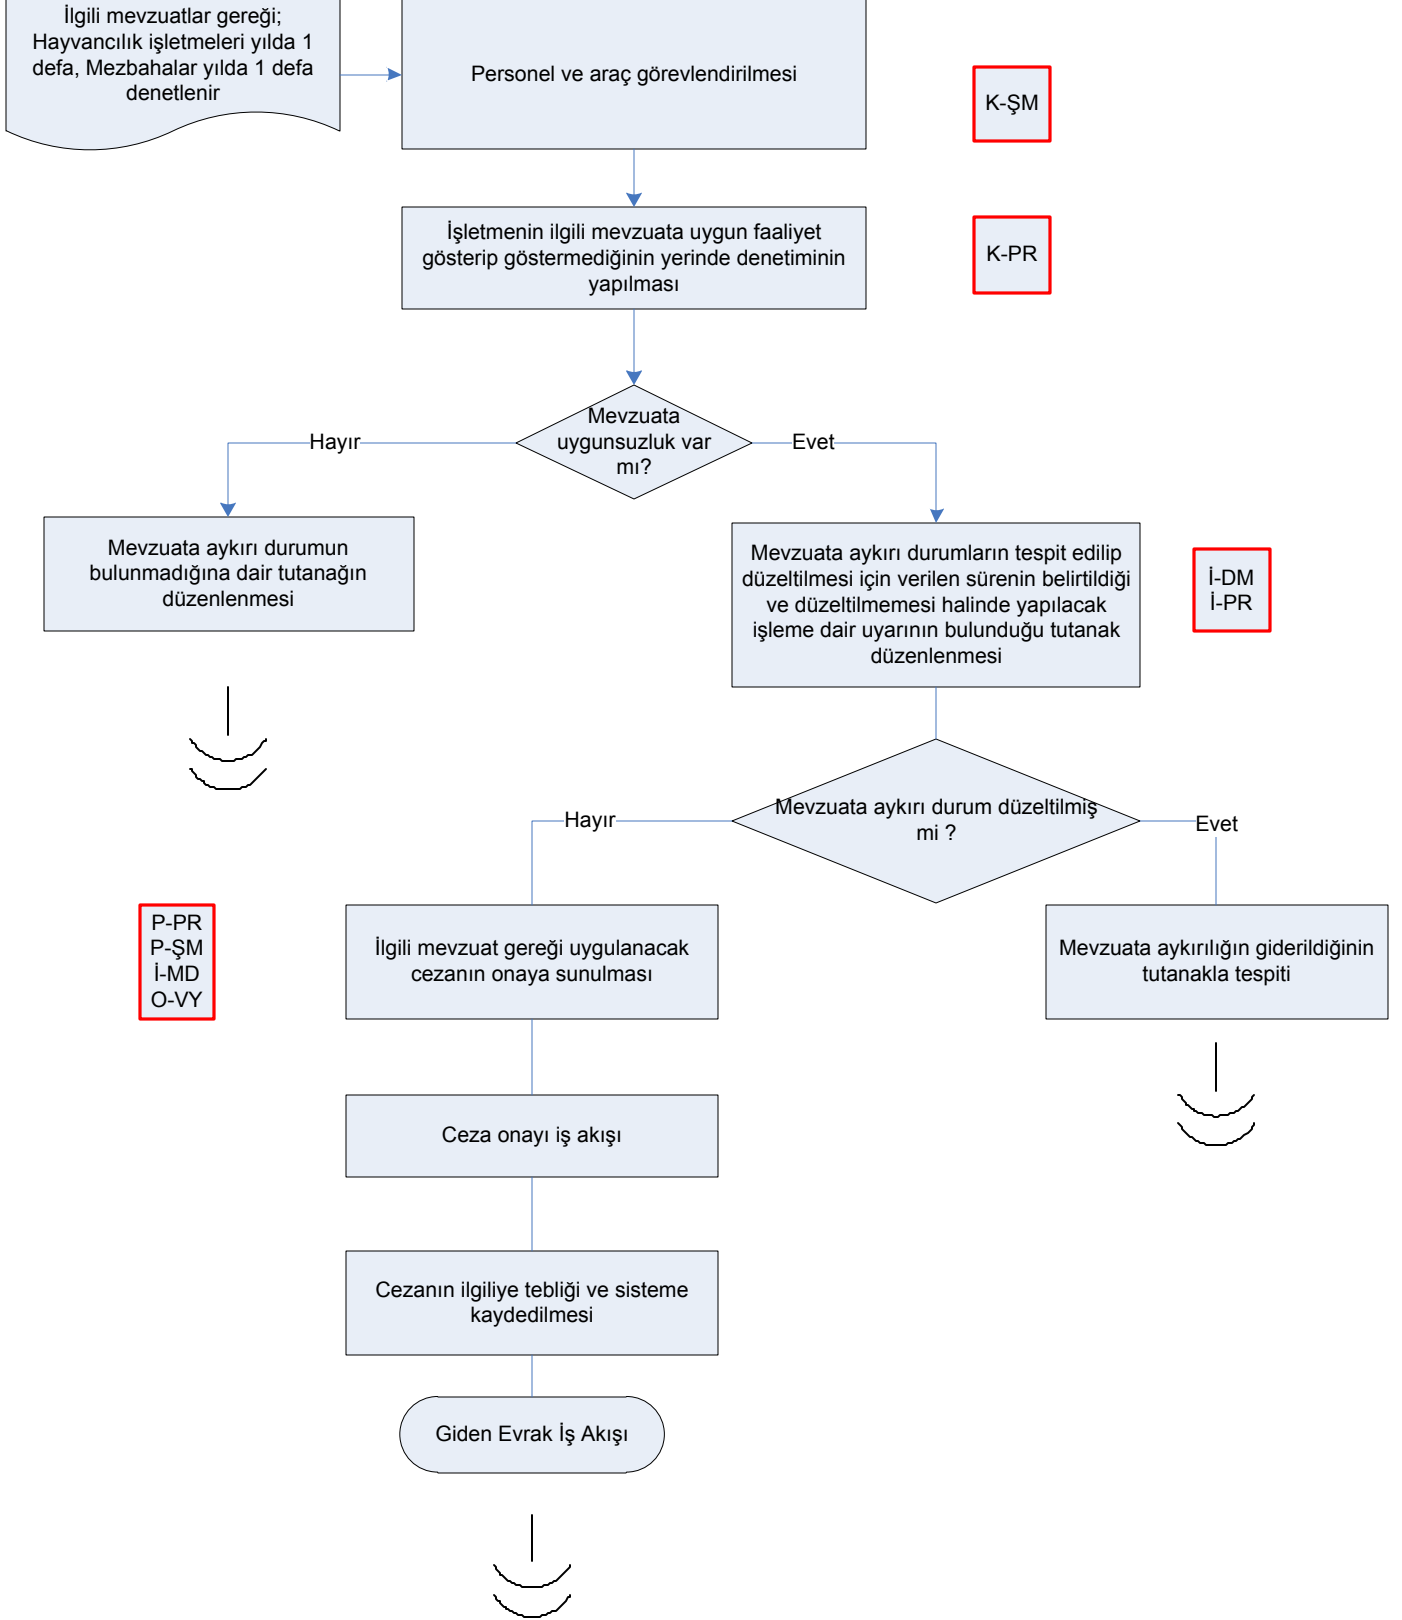 İlgili mevzuatlar gereği;
Hayvancılık işletmeleri yılda 1
defa, Mezbahalar yılda 1 defa
denetlenir
Personel ve araç görevlendirilmesi
K-ŞM
İşletmenin ilgili mevzuata uygun faaliyet
gösterip göstermediğinin yerinde denetiminin
yapılması
K-PR
Mevzuata
uygunsuzluk var
mı?
Hayır
Evet
Mevzuata aykırı durumun
bulunmadığına dair tutanağın
düzenlenmesi
Mevzuata aykırı durumların tespit edilip
düzeltilmesi için verilen sürenin belirtildiği
ve düzeltilmemesi halinde yapılacak
işleme dair uyarının bulunduğu tutanak
düzenlenmesi
İ-DM
İ-PR
Mevzuata aykırı durum düzeltilmiş
mi ?
Hayır
Evet
P-PR
P-ŞM
İ-MD
O-VY
İlgili mevzuat gereği uygulanacak
cezanın onaya sunulması
Mevzuata aykırılığın giderildiğinin
tutanakla tespiti
Ceza onayı iş akışı
Cezanın ilgiliye tebliği ve sisteme
kaydedilmesi
Giden Evrak İş Akışı